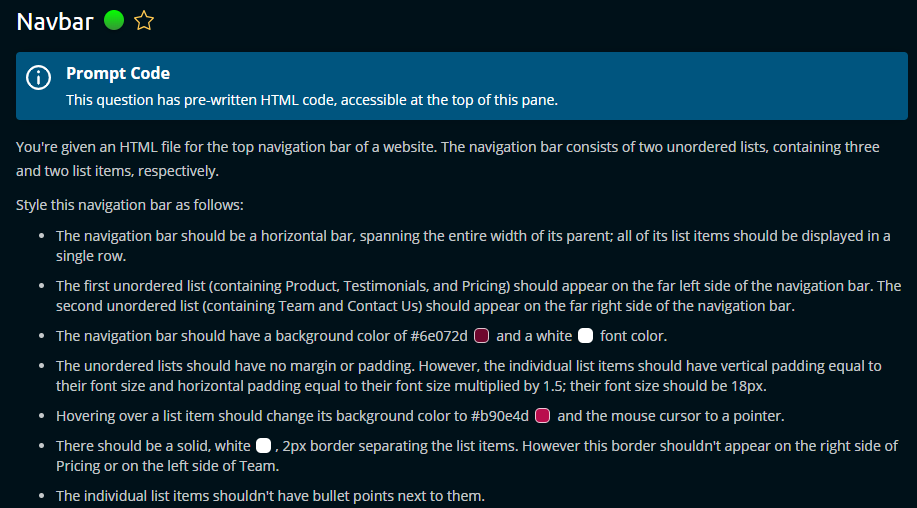 Navbar
Prompt Code
This question has pre-written HTML code, accessible at the top of this pane.
You're given an HTML file for the top navigation bar of a website. The navigation bar consists of two unordered lists, containing three
and two list items, respectively.
Style this navigation bar as follows:
• The navigation bar should be a horizontal bar, spanning the entire width of its parent; all of its list items should be displayed in a
single row.
• The first unordered list (containing Product, Testimonials, and Pricing) should appear on the far left side of the navigation bar. The
second unordered list (containing Team and Contact Us) should appear on the far right side of the navigation bar.
• The navigation bar should have a background color of #6e072d and a white font color.
• The unordered lists should have no margin or padding. However, the individual list items should have vertical padding equal to
their font size and horizontal padding equal to their font size multiplied by 1.5; their font size should be 18px.
• Hovering over a list item should change its background color to #b90e4d and the mouse cursor to a pointer.
• There should be a solid, white , 2px border separating the list items. However this border shouldn't appear on the right side of
Pricing or on the left side of Team.
• The individual list items shouldn't have bullet points next to them.